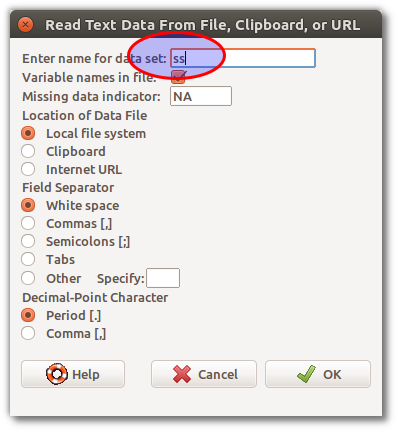 Read Text Data From File, Clipboard, or URL
Enter name for data set: ss
Variable names in file:
Missing data indicator: NA
Location of Data File
Local file system
Clipboard
Internet URL
Field Separator
White space
Commas [,]
Semicolons [;]
Tabs
Other Specify:
Decimal-Point Character
Period [.]
Comma [,]
Help Cancel OK